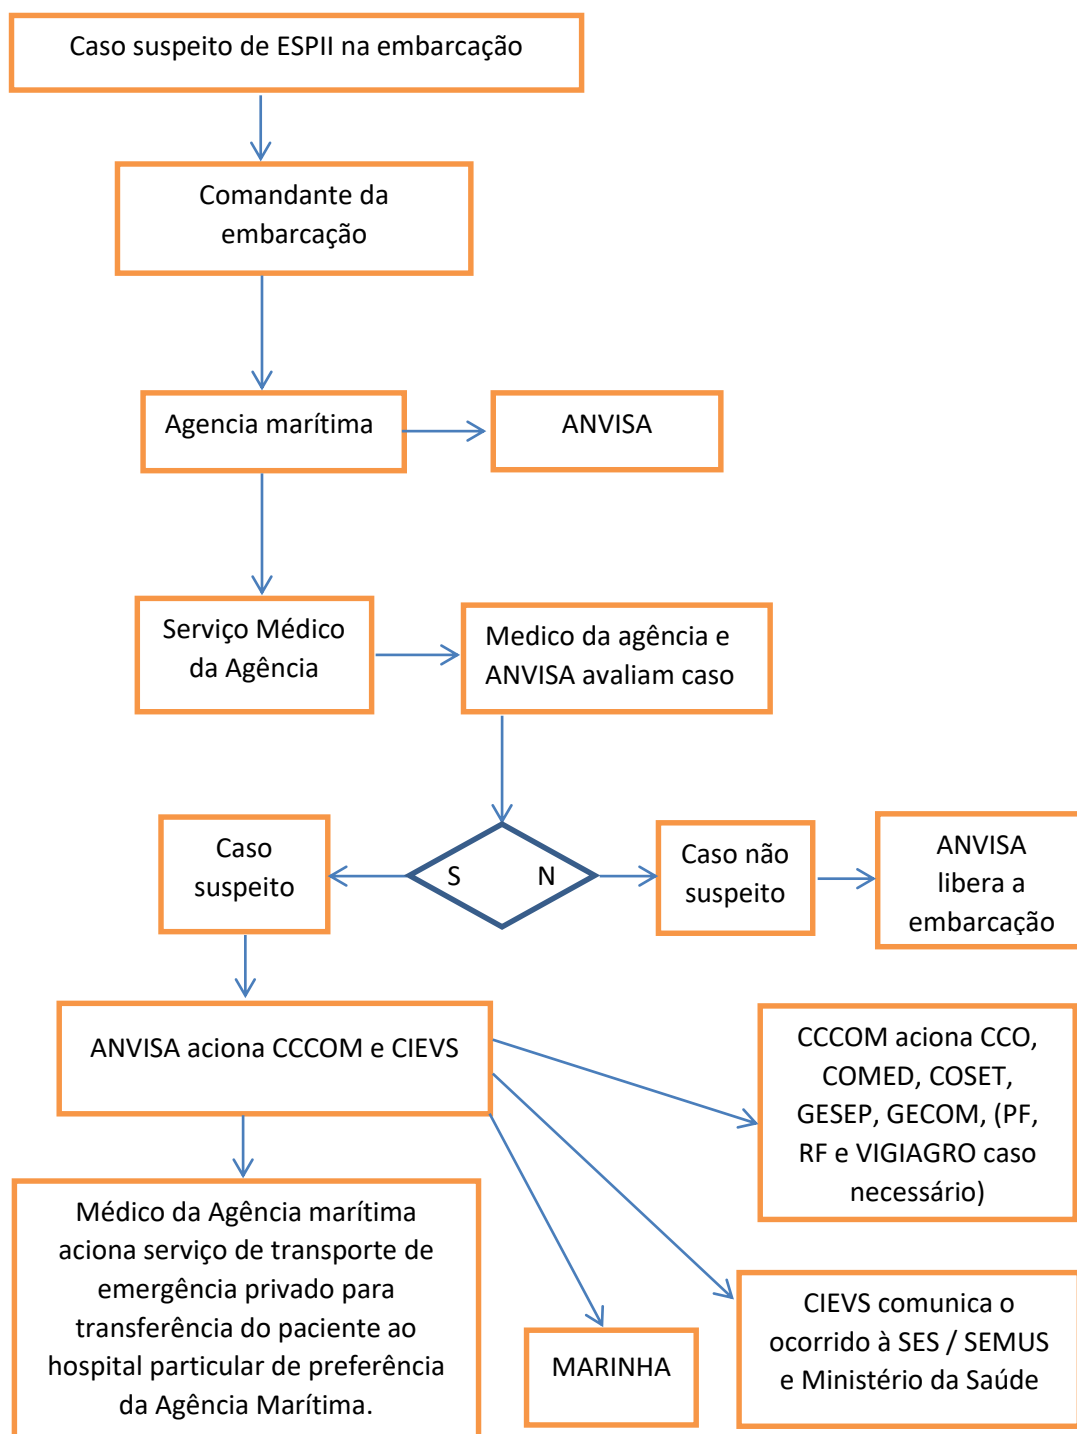 Caso suspeito de ESPII na embarcação
Comandante da
embarcação
Agencia marítima
ANVISA
Serviço Médico
da Agência
Medico da agência e
ANVISA avaliam caso
Caso
suspeito
S
N
Caso não
suspeito
ANVISA
libera a
embarcação
ANVISA aciona CCCOM e CIEVS
CCCOM aciona CCO,
COMED, COSET,
GESEP, GECOM, (PF,
RF e VIGIAGRO caso
necessário)
Médico da Agência marítima
aciona serviço de transporte de
emergência privado para
transferência do paciente ao
hospital particular de preferência
da Agência Marítima.
MARINHA
CIEVS comunica o
ocorrido à SES / SEMUS
e Ministério da Saúde